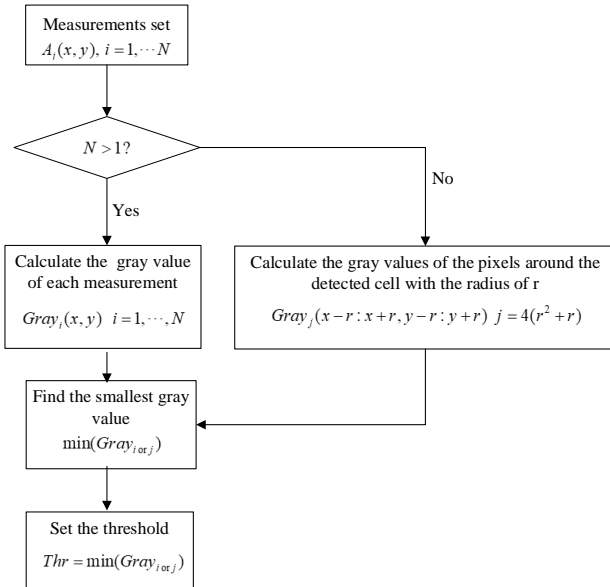 Measurements set
A_i(x, y), i = 1, ⋯ N
N > 1?
No
Yes
Calculate the gray value
of each measurement
Gray_i(x, y) i = 1, ⋯, N
Calculate the gray values of the pixels around the
detected cell with the radius of r
Gray_j(x − r : x + r, y − r : y + r) j = 4(r² + r)
Find the smallest gray
value
min(Gray_{i or j})
Set the threshold
Thr = min(Gray_{i or j})